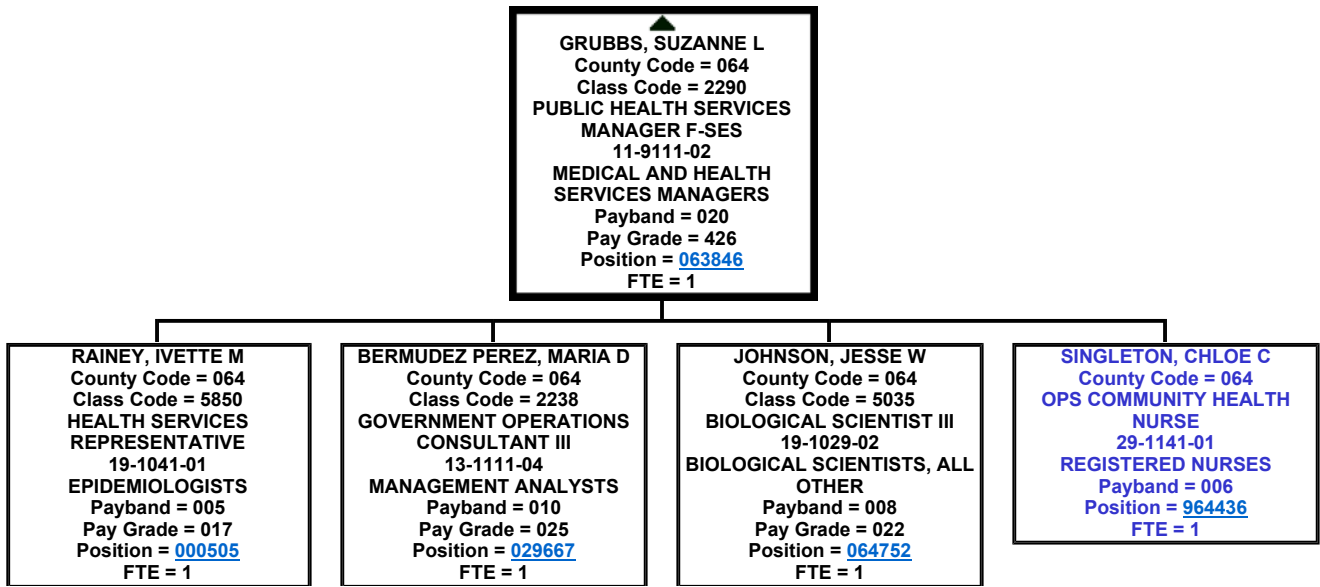 GRUBBS, SUZANNE L
County Code = 064
Class Code = 2290
PUBLIC HEALTH SERVICES
MANAGER F-SES
11-9111-02
MEDICAL AND HEALTH
SERVICES MANAGERS
Payband = 020
Pay Grade = 426
Position = 063846
FTE = 1
RAINEY, IVETTE M
County Code = 064
Class Code = 5850
HEALTH SERVICES
REPRESENTATIVE
19-1041-01
EPIDEMIOLOGISTS
Payband = 005
Pay Grade = 017
Position = 000505
FTE = 1
BERMUDEZ PEREZ, MARIA D
County Code = 064
Class Code = 2238
GOVERNMENT OPERATIONS
CONSULTANT III
13-1111-04
MANAGEMENT ANALYSTS
Payband = 010
Pay Grade = 025
Position = 029667
FTE = 1
JOHNSON, JESSE W
County Code = 064
Class Code = 5035
BIOLOGICAL SCIENTIST III
19-1029-02
BIOLOGICAL SCIENTISTS, ALL
OTHER
Payband = 008
Pay Grade = 022
Position = 064752
FTE = 1
SINGLETON, CHLOE C
County Code = 064
OPS COMMUNITY HEALTH
NURSE
29-1141-01
REGISTERED NURSES
Payband = 006
Position = 964436
FTE = 1